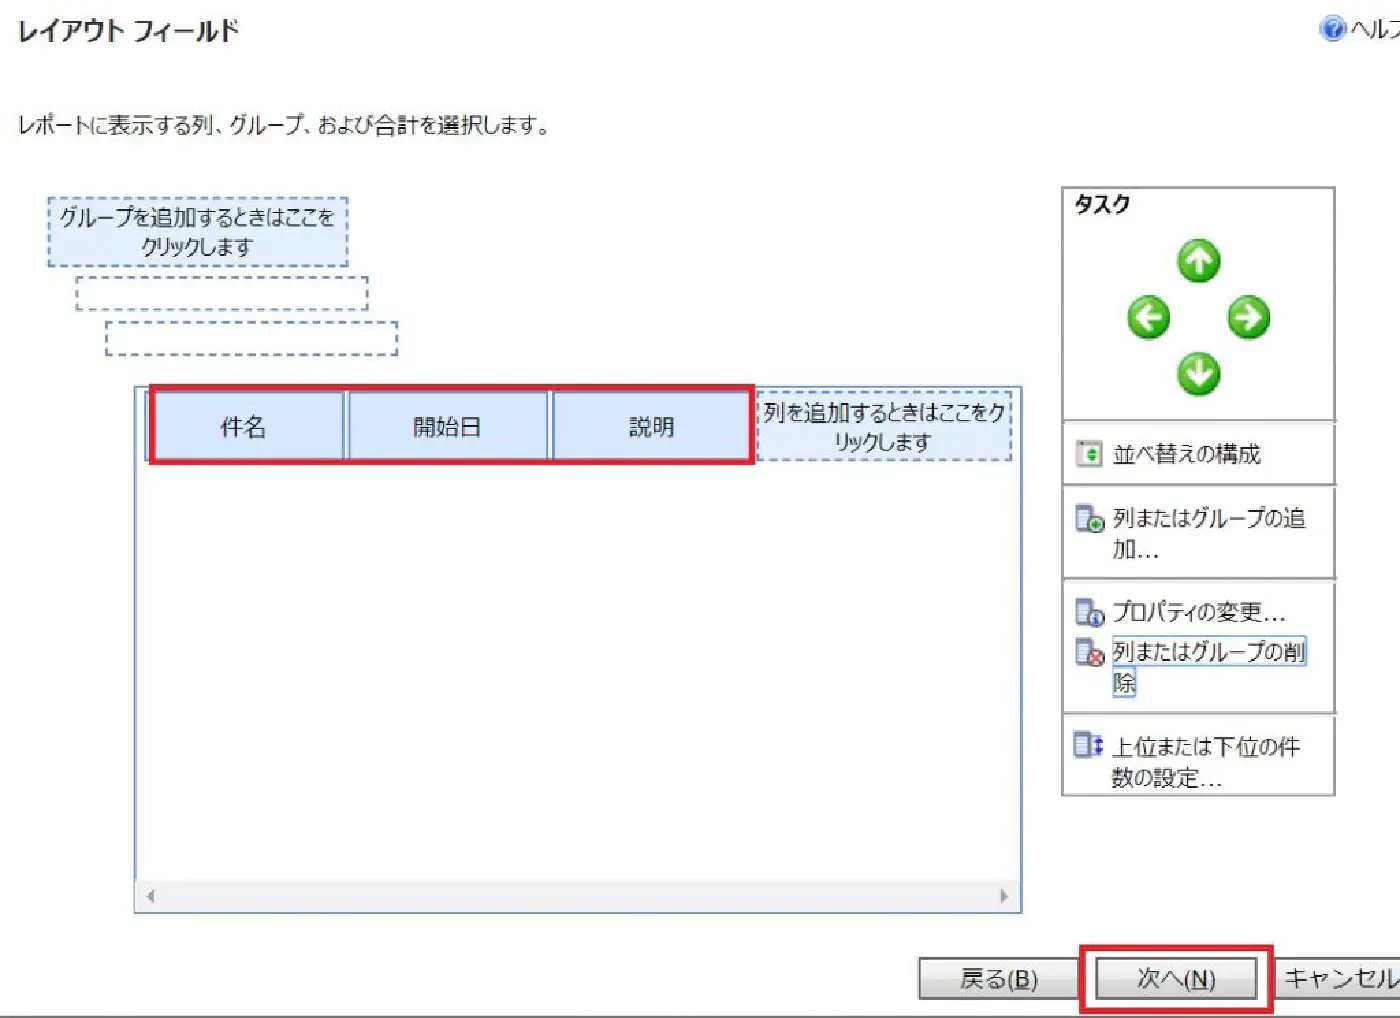 レイアウト フィールド
ヘルプ
レポートに表示する列、グループ、および合計を選択します。
グループを追加するときはここを
クリックします
件名
開始日
説明
列を追加するときはここをク
リックします
タスク
並べ替えの構成
列またはグループの追
加...
プロパティの変更...
列またはグループの削
除
上位または下位の件
数の設定...
戻る(B)
次へ(N)
キャンセル